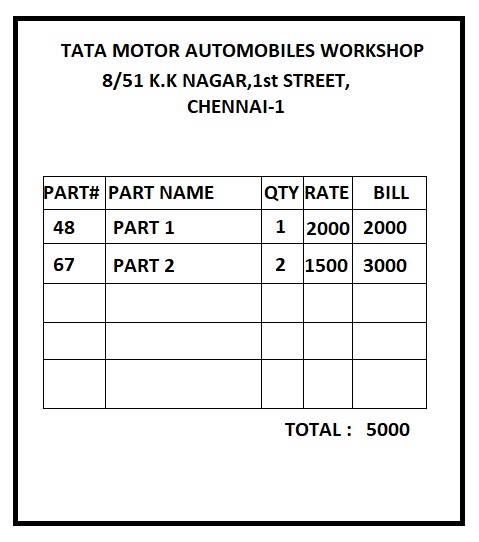 TATA MOTOR AUTOMOBILES WORKSHOP
8/51 K.K NAGAR,1st STREET,
CHENNAI-1
PART# PART NAME QTY RATE BILL
48 PART 1 1 2000 2000
67 PART 2 2 1500 3000
TOTAL : 5000